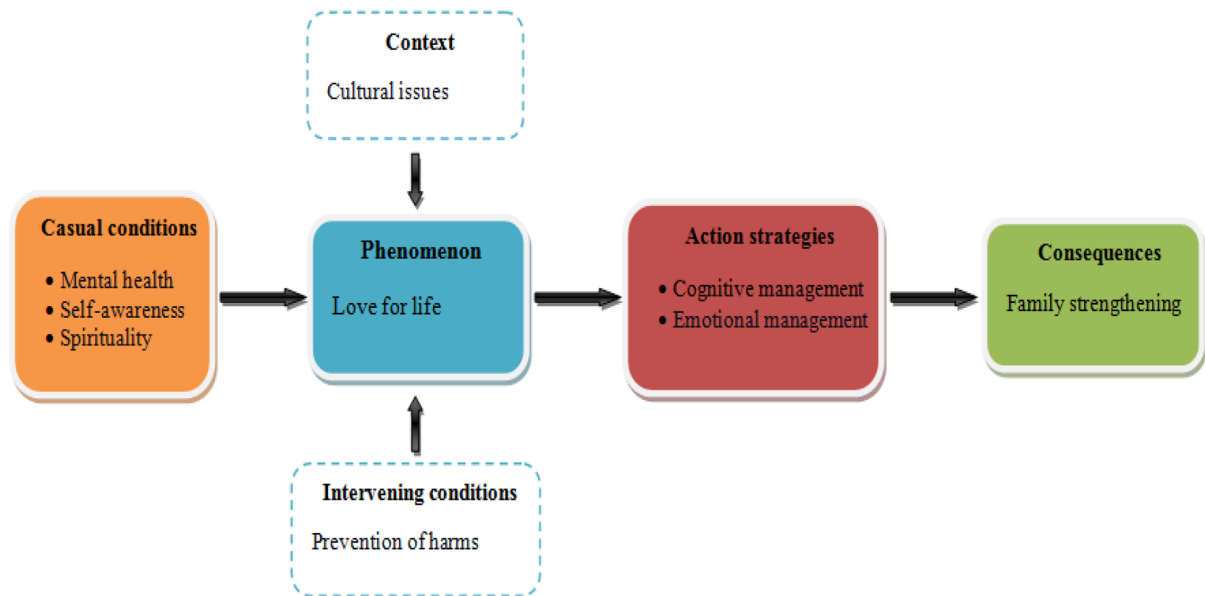 Context
Cultural issues
Casual conditions
• Mental health
• Self-awareness
• Spirituality
Phenomenon
Love for life
Action strategies
• Cognitive management
• Emotional management
Consequences
Family strengthening
Intervening conditions
Prevention of harms